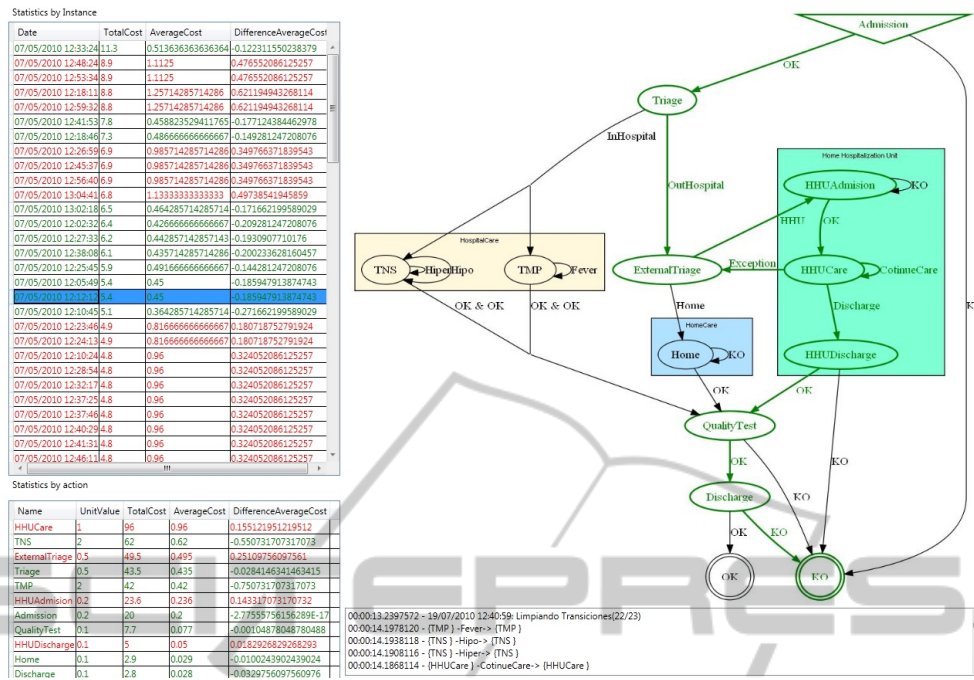 Statistics by Instance
Date TotalCost AverageCost DifferenceAverageCost
07/05/2010 12:33:24 11.3 0.513636363636364 -0.122311550238379
07/05/2010 12:48:24 8.9 1.1125 0.476552086125257
07/05/2010 12:53:34 8.9 1.1125 0.476552086125257
07/05/2010 12:18:11 8.8 1.25714285714286 0.621194943268114
07/05/2010 12:59:32 8.8 1.25714285714286 0.621194943268114
07/05/2010 12:41:53 7.8 0.458823529411765 -0.177124384462978
07/05/2010 12:18:46 7.3 0.486666666666667 -0.149281247208076
07/05/2010 12:26:59 6.9 0.985714285714286 0.349766371839543
07/05/2010 12:45:37 6.9 0.985714285714286 0.349766371839543
07/05/2010 12:56:40 6.9 0.985714285714286 0.349766371839543
07/05/2010 13:04:41 6.8 1.13333333333333 0.49738541945859
07/05/2010 13:02:18 6.5 0.464285714285714 -0.171662199589029
07/05/2010 12:02:32 6.4 0.426666666666667 -0.209281247208076
07/05/2010 12:27:33 6.2 0.442857142857143 -0.1930907710176
07/05/2010 12:38:08 6.1 0.435714285714286 -0.200233628160457
07/05/2010 12:25:45 5.9 0.491666666666667 -0.144281247208076
07/05/2010 12:05:49 5.4 0.45 -0.185947913874743
07/05/2010 12:12:12 5.4 0.45 -0.185947913874743
07/05/2010 12:10:45 5.1 0.364285714285714 -0.271662199589029
07/05/2010 12:23:46 4.9 0.816666666666667 0.180718752791924
07/05/2010 12:24:13 4.9 0.816666666666667 0.180718752791924
07/05/2010 12:10:24 4.8 0.96 0.324052086125257
07/05/2010 12:28:54 4.8 0.96 0.324052086125257
07/05/2010 12:32:17 4.8 0.96 0.324052086125257
07/05/2010 12:37:25 4.8 0.96 0.324052086125257
07/05/2010 12:37:46 4.8 0.96 0.324052086125257
07/05/2010 12:40:29 4.8 0.96 0.324052086125257
07/05/2010 12:41:31 4.8 0.96 0.324052086125257
07/05/2010 12:46:11 4.8 0.96 0.324052086125257
Statistics by action
Name UnitValue TotalCost AverageCost DifferenceAverageCost
HHUCare 1 96 0.96 0.155121951219512
TNS 2 62 0.62 -0.550731707317073
ExternalTriage 0.5 49.5 0.495 0.25109756097561
Triage 0.5 43.5 0.435 -0.0284146341463415
TMP 2 42 0.42 -0.750731707317073
HHUAdmision 0.2 23.6 0.236 0.143317073170732
Admission 0.2 20 0.2 -2.77555756156289E-17
QualityTest 0.1 7.7 0.077 -0.00104878048780488
HHUDischarge 0.1 5 0.05 0.0182926829268293
Home 0.1 2.9 0.029 -0.0100243902439024
Discharge 0.1 2.8 0.028 -0.0329756097560976
Admission
OK
Triage
InHospital
OutHospital
Home Hospitalization Unit
HHUAdmision KO
HHU OK
HospitalCare
TNS Hiper Hipo TMP Fever
ExternalTriage Exception HHUCare CotinueCare
OK & OK OK & OK Home Discharge
HomeCare
Home KO HHUDischarge
OK OK
QualityTest
OK KO KO
Discharge
OK KO
OK KO
00:00:13.2397572 - 19/07/2010 12:40:59: Limpiando Transiciones(22/23)
00:00:14.1978120 - {TMP } -Fever-> {TMP }
00:00:14.1938118 - {TNS } -Hipo-> {TNS }
00:00:14.1908116 - {TNS } -Hiper-> {TNS }
00:00:14.1868114 - {HHUCare } -CotinueCare-> {HHUCare }